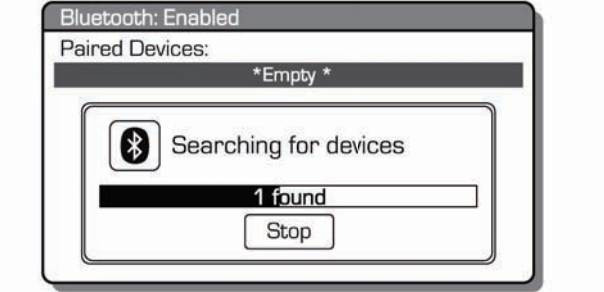 Bluetooth: Enabled
Paired Devices:
*Empty *
Searching for devices
1 found
Stop